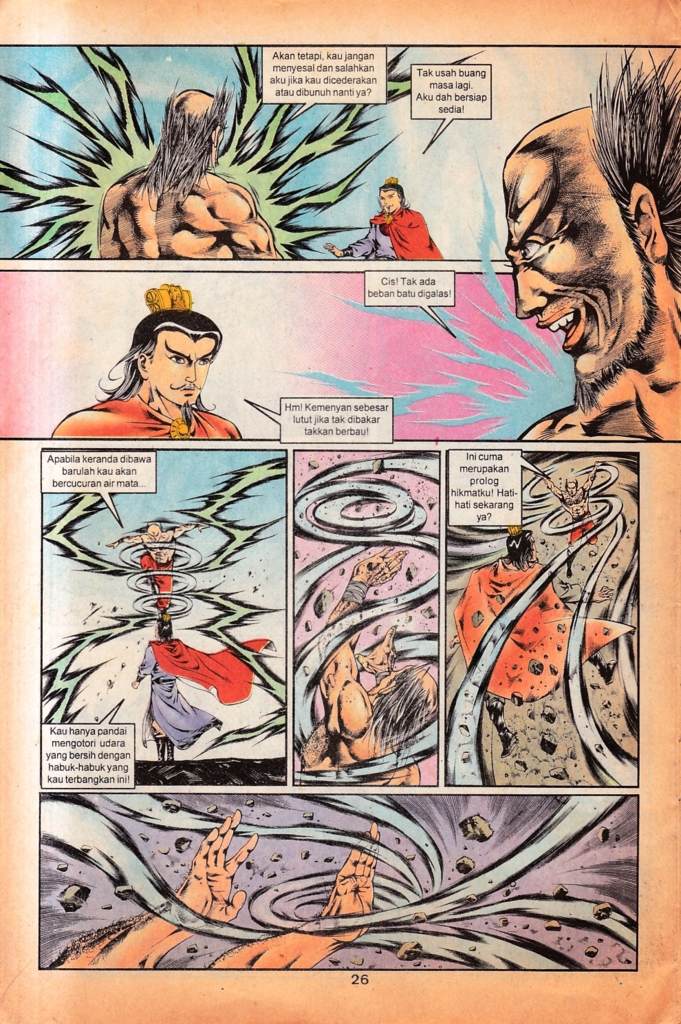 Akan tetapi, kau jangan
menyesal dan salahkan
aku jika kau dicederakan
atau dibunuh nanti ya?
Tak usah buang
masa lagi.
Aku dah bersiap
sedia!
Cis! Tak ada
beban batu digalas!
Hm! Kemenyan sebesar
lutut jika tak dibakar
takkan berbau!
Apabila keranda dibawa
barulah kau akan
bercucuran air mata...
Kau hanya pandai
mengotori udara
yang bersih dengan
habuk-habuk yang
kau terbangkan ini!
Ini cuma
merupakan
prolog
hikmatku! Hati-
hati sekarang
ya?
26